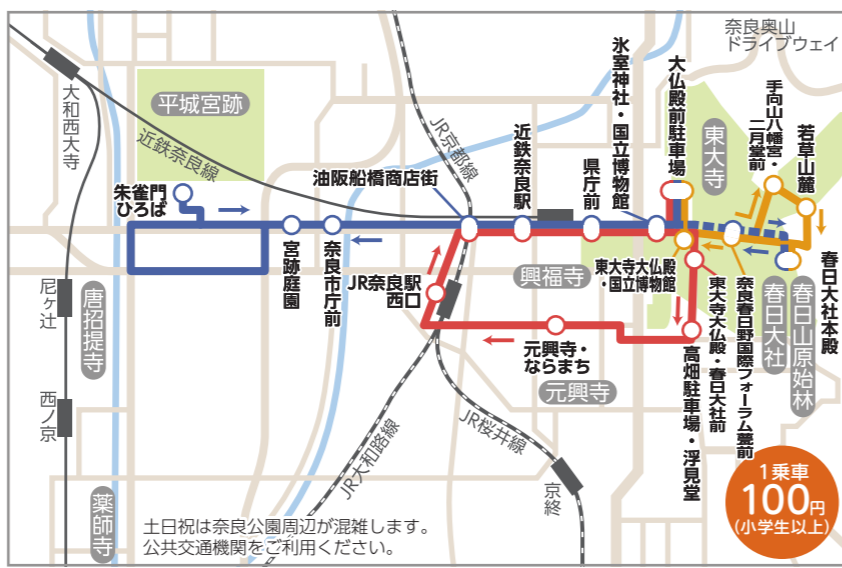 奈良奥山
ドライブウェイ
大和西大寺
平城宮跡
近鉄奈良線
JR京都線
油阪船橋商店街
近鉄奈良駅
県庁前
氷室神社・国立博物館
大仏殿前駐車場
東大寺
手向山八幡宮・
二月堂前
若草山麓
朱雀門
ひろば
宮跡庭園
奈良市庁前
JR奈良駅
西口
興福寺
東大寺大仏殿
・国立博物館
春日大社本殿
尼ヶ辻
唐招提寺
元興寺・
ならまち
元興寺
高畑駐車場・浮見堂
東大寺大仏殿・春日大社前
奈良春日野国際フォーラム甍前
春日大社
春日山原始林
西ノ京
薬師寺
JR大和路線
JR桜井線
京終
土日祝は奈良公園周辺が混雑します。
公共交通機関をご利用ください。
1乗車
100円
(小学生以上)